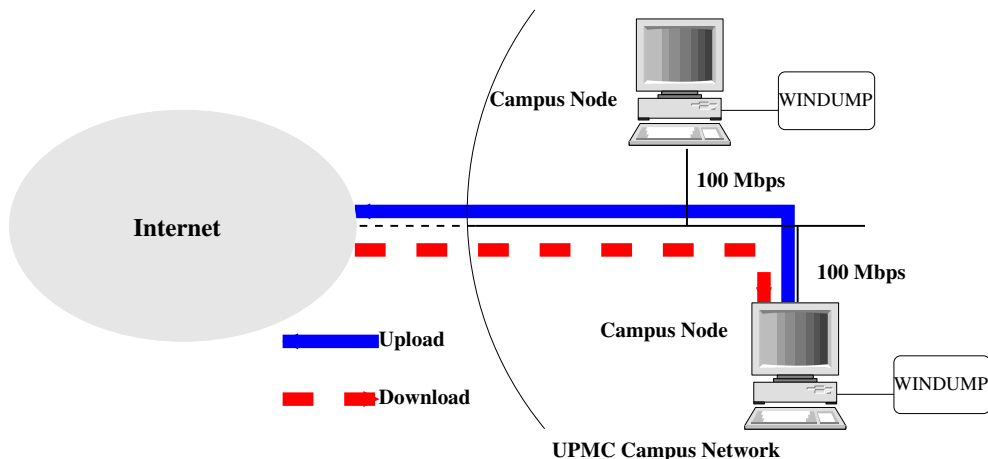 Campus Node
WINDUMP
100 Mbps
Internet
100 Mbps
Upload
Campus Node
WINDUMP
Download
UPMC Campus Network